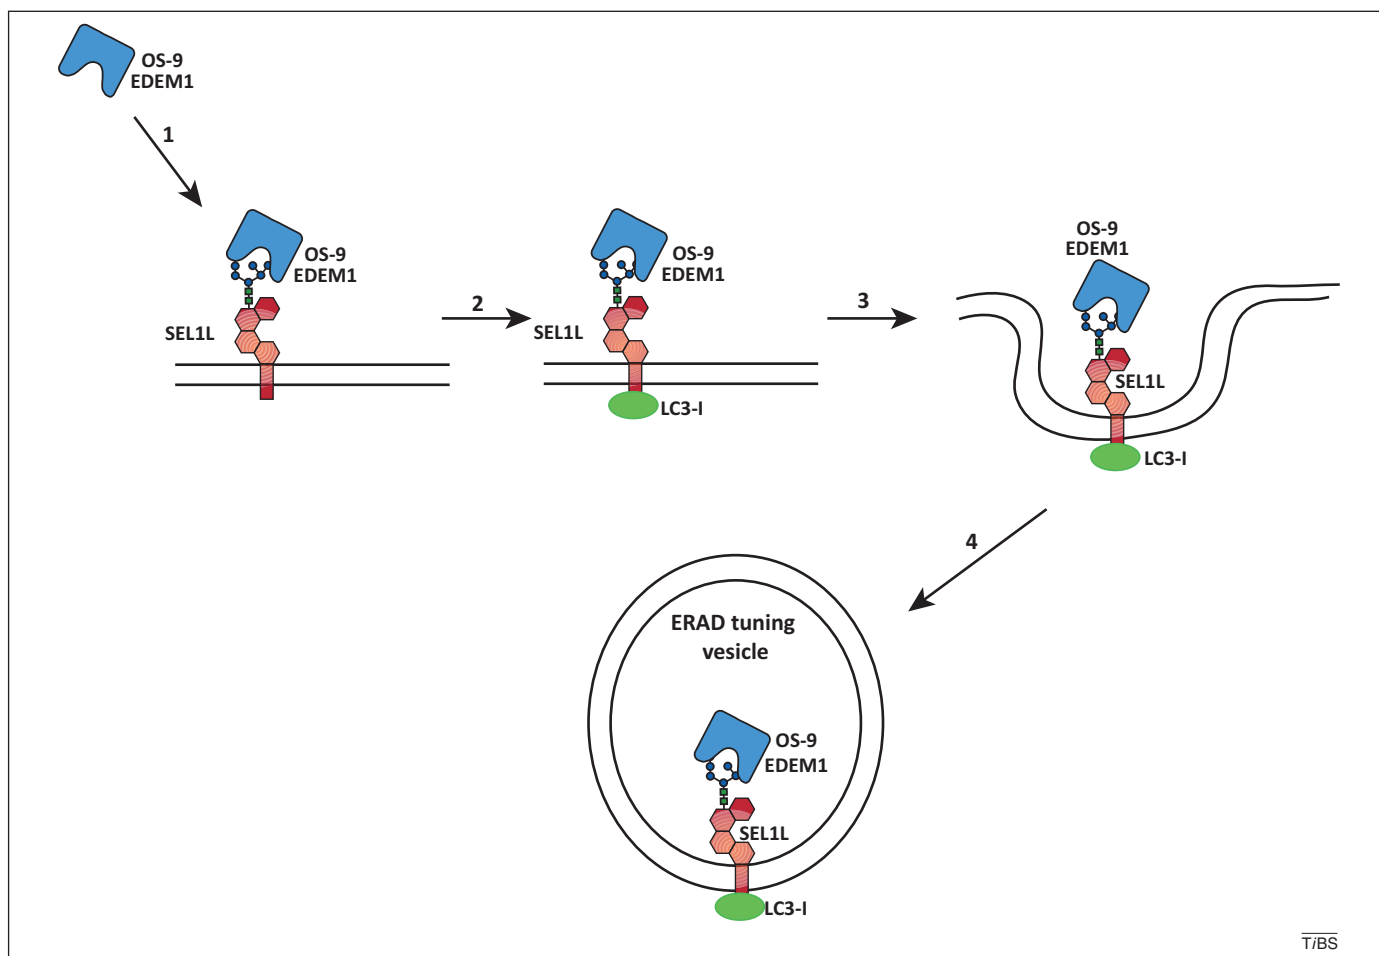 OS-9
EDEM1
1
OS-9
EDEM1
SEL1L
2
OS-9
EDEM1
SEL1L
LC3-I
3
OS-9
EDEM1
SEL1L
LC3-I
4
ERAD tuning
vesicle
OS-9
EDEM1
SEL1L
LC3-I
TiBS